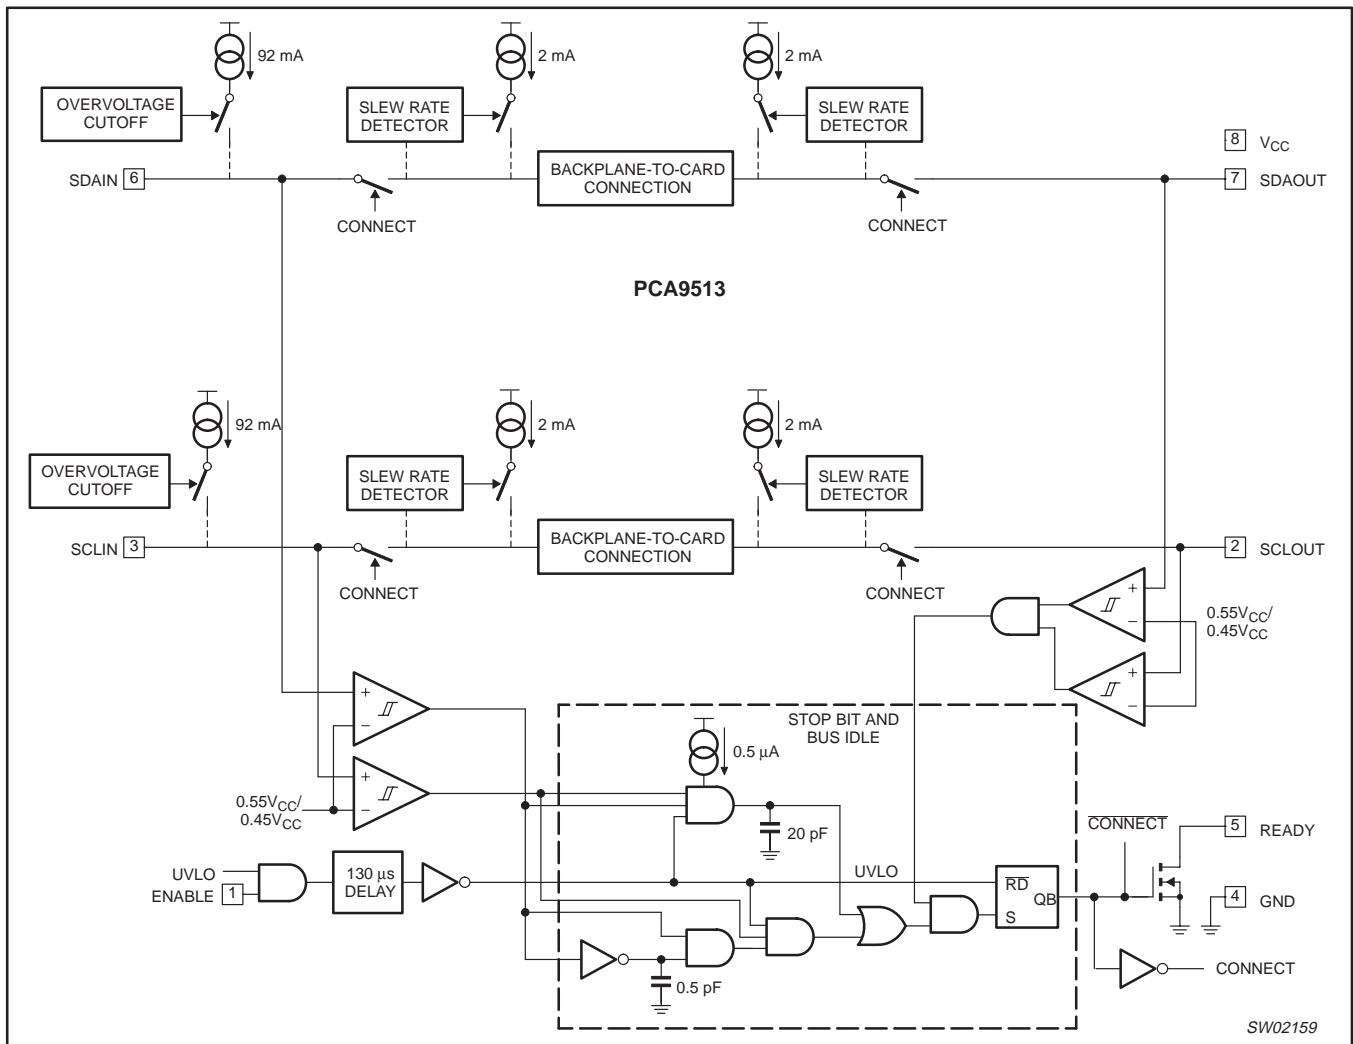 92 mA
2 mA
2 mA
OVERVOLTAGE
CUTOFF
SLEW RATE
DETECTOR
SLEW RATE
DETECTOR
8 VCC
SDAIN 6
BACKPLANE-TO-CARD
CONNECTION
7 SDAOUT
CONNECT
CONNECT
PCA9513
92 mA
2 mA
2 mA
OVERVOLTAGE
CUTOFF
SLEW RATE
DETECTOR
SLEW RATE
DETECTOR
SCLIN 3
BACKPLANE-TO-CARD
CONNECTION
2 SCLOUT
CONNECT
CONNECT
+
−
0.55VCC/
0.45VCC
+
−
+
−
STOP BIT AND
BUS IDLE
0.5 μA
+
−
0.55VCC/
0.45VCC
20 pF
CONNECT
5 READY
UVLO
ENABLE 1
130 μs
DELAY
UVLO
RD
QB
S
4 GND
0.5 pF
CONNECT
SW02159